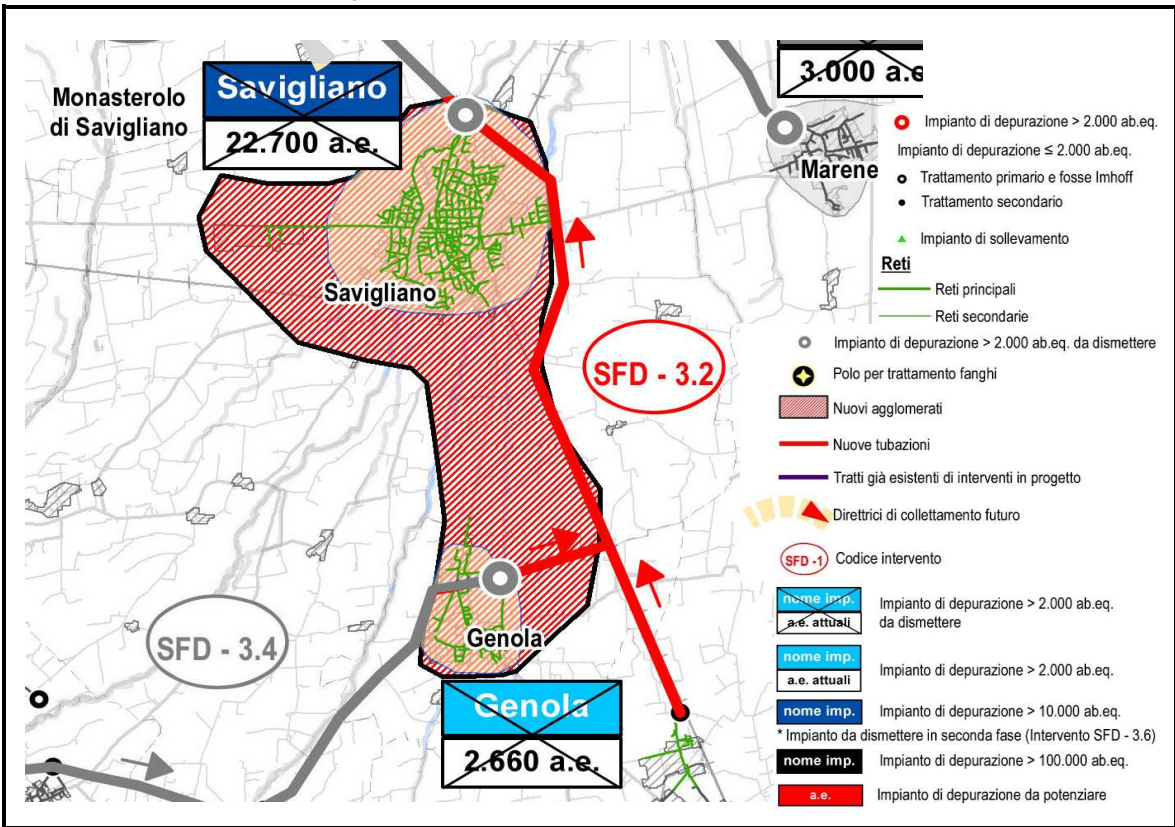 Monasterolo
di Savigliano
Savigliano
22.700 a.e.
3.000 a.e
Marene
Savigliano
SFD - 3.2
SFD - 3.4
Genola
Genola
2.660 a.e.
Impianto di depurazione > 2.000 ab.eq.
Impianto di depurazione ≤ 2.000 ab.eq.
Trattamento primario e fosse Imhoff
Trattamento secondario
Impianto di sollevamento
Reti
Reti principali
Reti secondarie
Impianto di depurazione > 2.000 ab.eq. da dismettere
Polo per trattamento fanghi
Nuovi agglomerati
Nuove tubazioni
Tratti già esistenti di interventi in progetto
Direttrici di collettamento futuro
SFD -1 Codice intervento
nome imp.
a.e. attuali
Impianto di depurazione > 2.000 ab.eq.
da dismettere
nome imp.
a.e. attuali
Impianto di depurazione > 2.000 ab.eq.
nome imp. Impianto di depurazione > 10.000 ab.eq.
* Impianto da dismettere in seconda fase (Intervento SFD - 3.6)
nome imp. Impianto di depurazione > 100.000 ab.eq.
a.e. Impianto di depurazione da potenziare